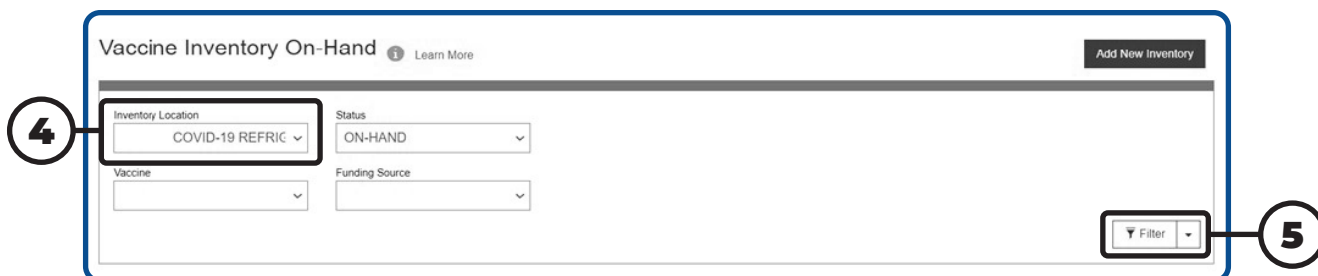 Vaccine Inventory On-Hand i Learn More
Add New Inventory
4
Inventory Location Status
COVID-19 REFRIG ON-HAND
Vaccine Funding Source
Filter
5